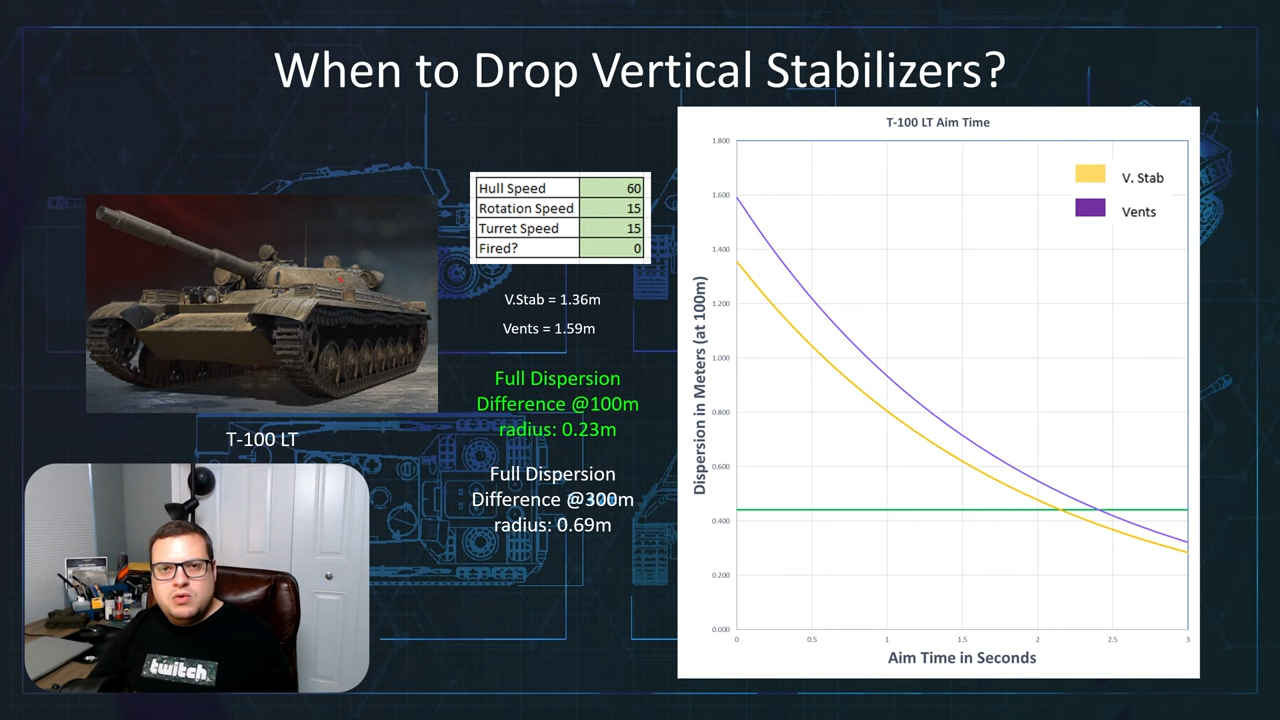 When to Drop Vertical Stabilizers?
Hull Speed 60
Rotation Speed 15
Turret Speed 15
Fired? 0
V.Stab = 1.36m
Vents = 1.59m
Full Dispersion
Difference @100m
radius: 0.23m
Full Dispersion
Difference @300m
radius: 0.69m
T-100 LT
twitch
T-100 LT Aim Time
V. Stab
Vents
Dispersion in Meters (at 100m)
1.800
1.600
1.400
1.200
1.000
0.800
0.600
0.400
0.200
0.000
0 0.5 1 1.5 2 2.5 3
Aim Time in Seconds